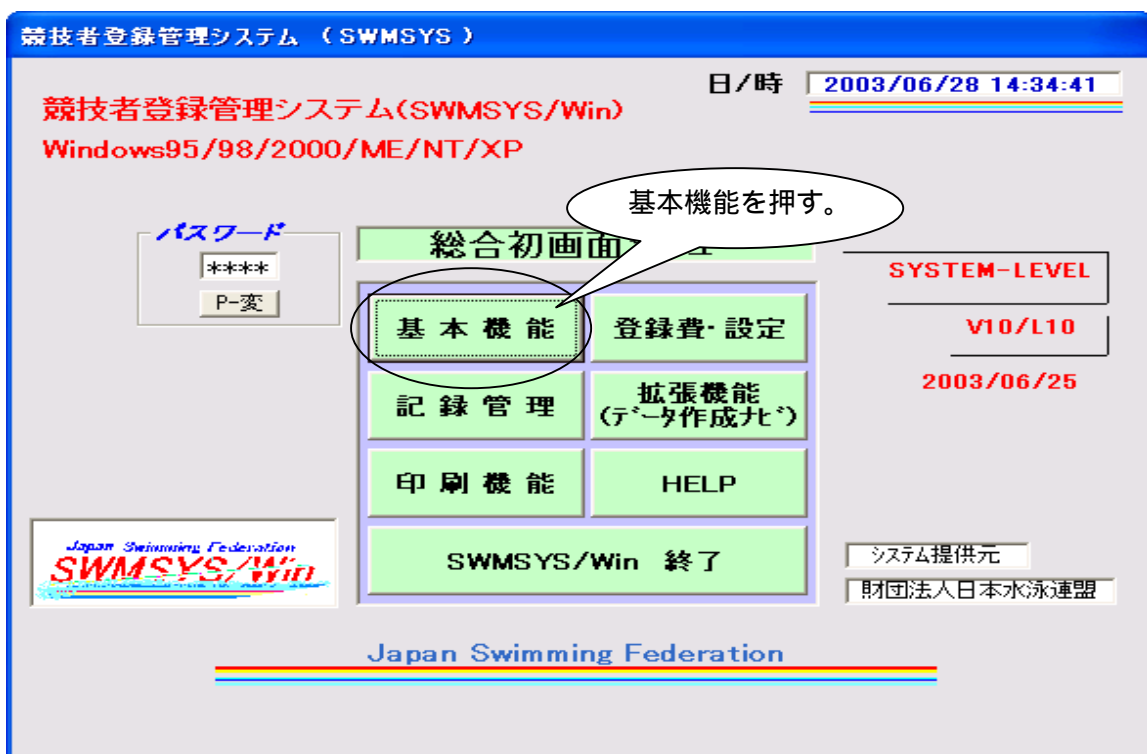 競技者登録管理システム （SWMSYS）
日/時 2003/06/28 14:34:41
競技者登録管理システム(SWMSYS/Win)
Windows95/98/2000/ME/NT/XP
基本機能を押す。
パスワード
****
P-変
総合初画面
基 本 機 能
登録費･設定
記 録 管 理
拡張機能
(ﾃﾞｰﾀ作成ﾅﾋﾞ)
印 刷 機 能
HELP
SWMSYS/Win 終了
SYSTEM-LEVEL
V10/L10
2003/06/25
Japan Swimming Federation
SWMSYS/Win
ｼｽﾃﾑ提供元
財団法人日本水泳連盟
Japan Swimming Federation